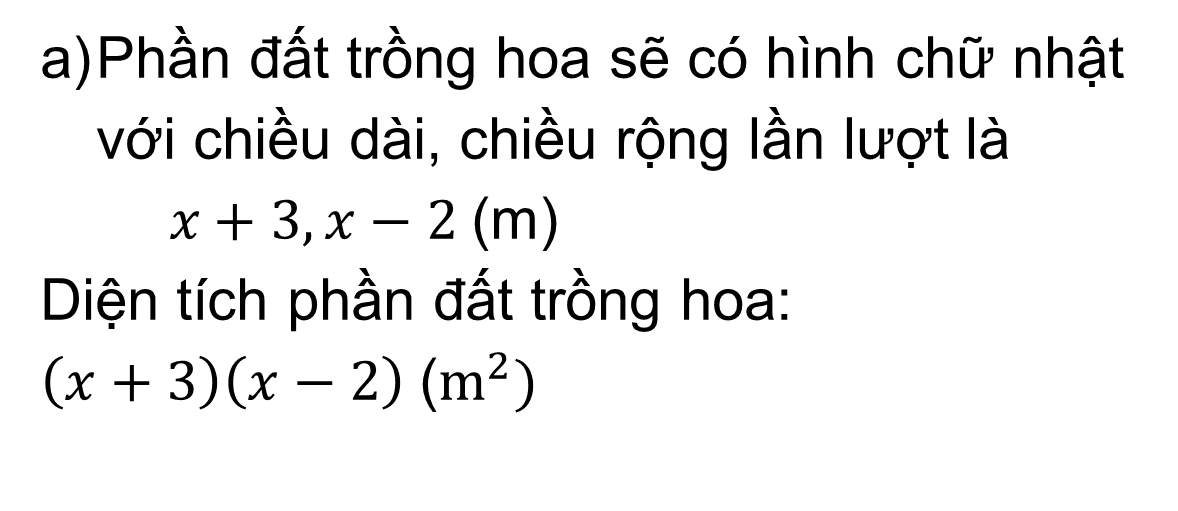 a)Phần đất trồng hoa sẽ có hình chữ nhật
với chiều dài, chiều rộng lần lượt là
x + 3, x − 2 (m)
Diện tích phần đất trồng hoa:
(x + 3)(x − 2) (m²)